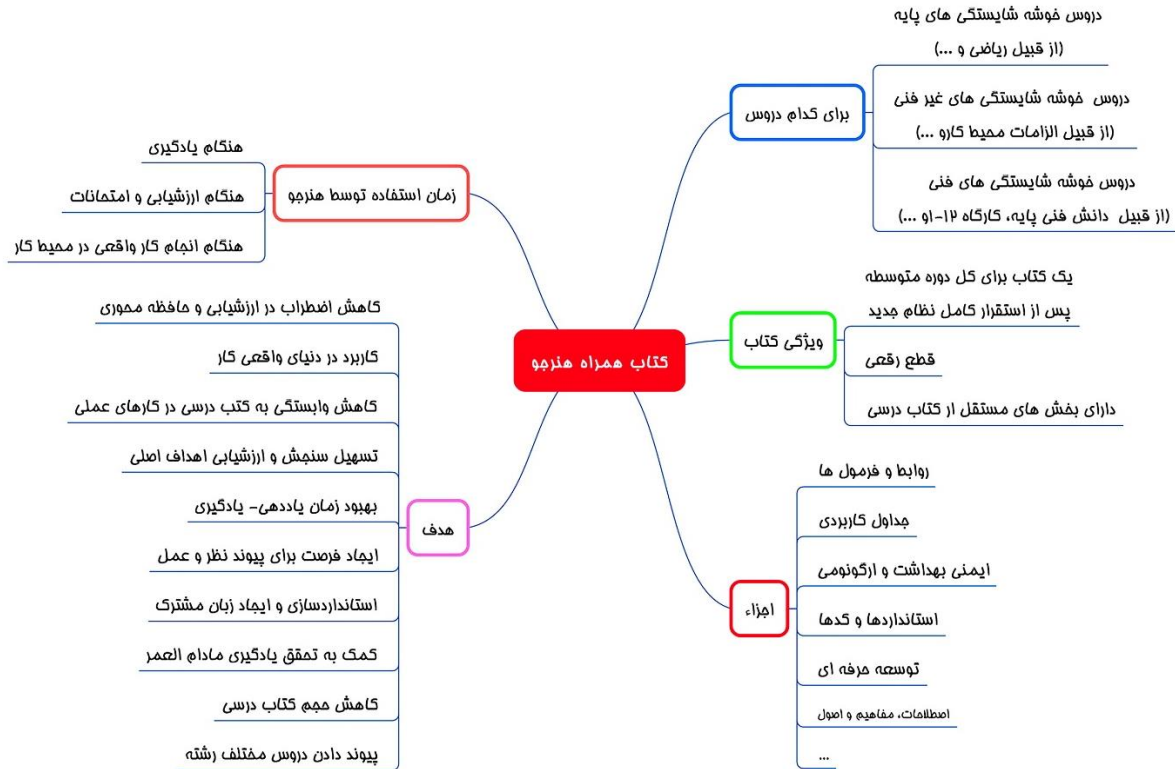 کتاب همراه هنرجو
برای کدام دروس
دروس خوشه شایستگی های پایه
(از قبیل ریاضی و ...)
دروس خوشه شایستگی های غیر فنی
(از قبیل الزامات محیط کارو ...)
دروس خوشه شایستگی های فنی
(از قبیل دانش فنی پایه، کارگاه ۱۲-۱و ...)
ویژگی کتاب
یک کتاب برای کل دوره متوسطه
پس از استقرار کامل نظام جدید
قطع رقعی
دارای بخش های مستقل ار کتاب درسی
اجزاء
روابط و فرمول ها
جداول کاربردی
ایمنی بهداشت و ارگونومی
استانداردها و کدها
توسعه حرفه ای
اصطلاحات، مفاهیم و اصول
...
زمان استفاده توسط هنرجو
هنگام یادگیری
هنگام ارزشیابی و امتحانات
هنگام انجام کار واقعی در محیط کار
هدف
کاهش اضطراب در ارزشیابی و حافظه محوری
کاربرد در دنیای واقعی کار
کاهش وابستگی به کتب درسی در کارهای عملی
تسهیل سنجش و ارزشیابی اهداف اصلی
بهبود زمان یاددهی- یادگیری
ایجاد فرصت برای پیوند نظر و عمل
استانداردسازی و ایجاد زبان مشترک
کمک به تحقق یادگیری مادام العمر
کاهش حجم کتاب درسی
پیوند دادن دروس مختلف رشته